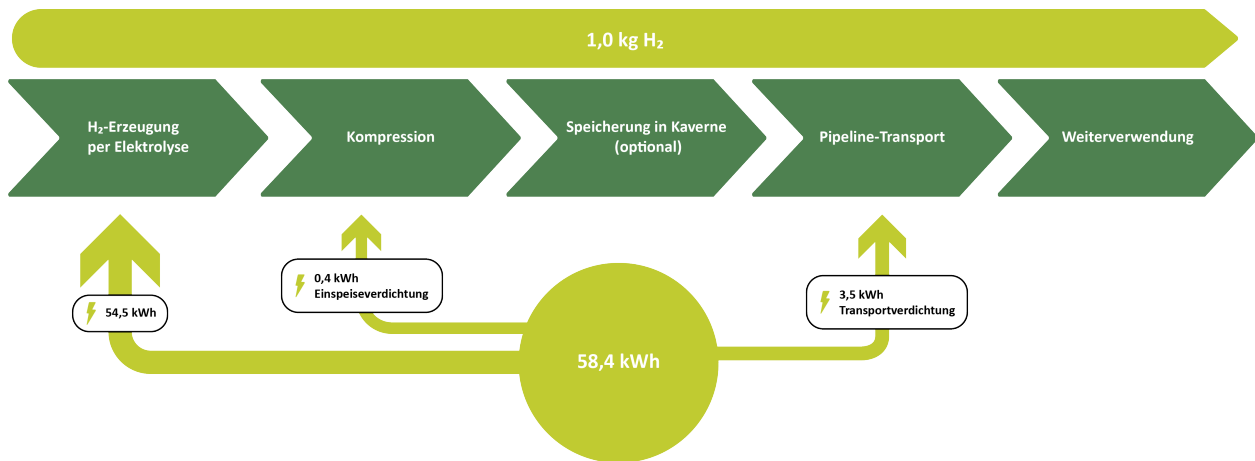 1,0 kg H₂
H₂-Erzeugung
per Elektrolyse
Kompression
Speicherung in Kaverne
(optional)
Pipeline-Transport
Weiterverwendung
54,5 kWh
0,4 kWh
Einspeiseverdichtung
58,4 kWh
3,5 kWh
Transportverdichtung